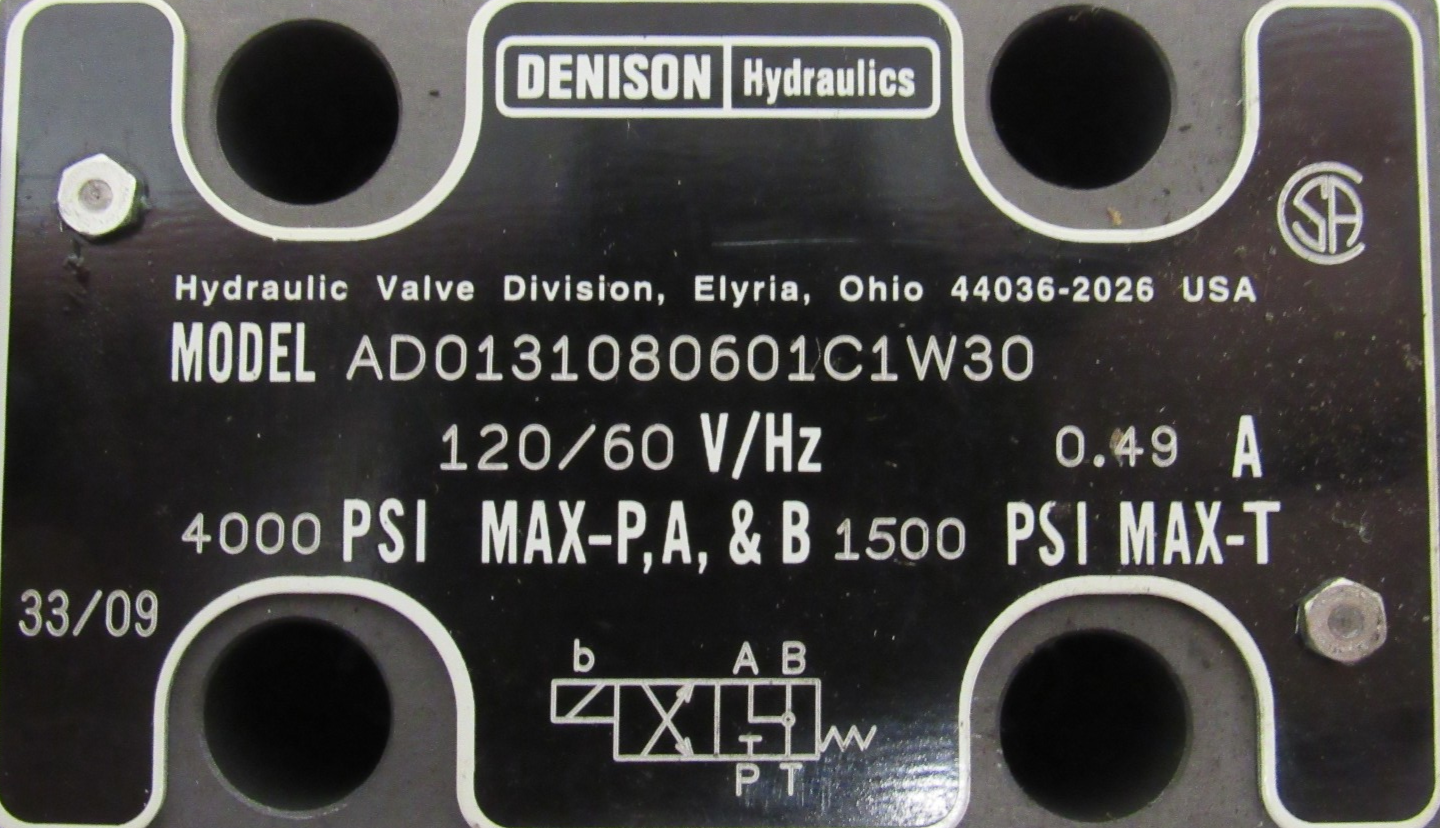 DENISON Hydraulics
SA
Hydraulic Valve Division, Elyria, Ohio 44036-2026 USA
MODEL AD0131080601C1W30
120/60 V/Hz 0.49 A
4000 PSI MAX-P,A, & B 1500 PSI MAX-T
33/09
b A B
T
P T